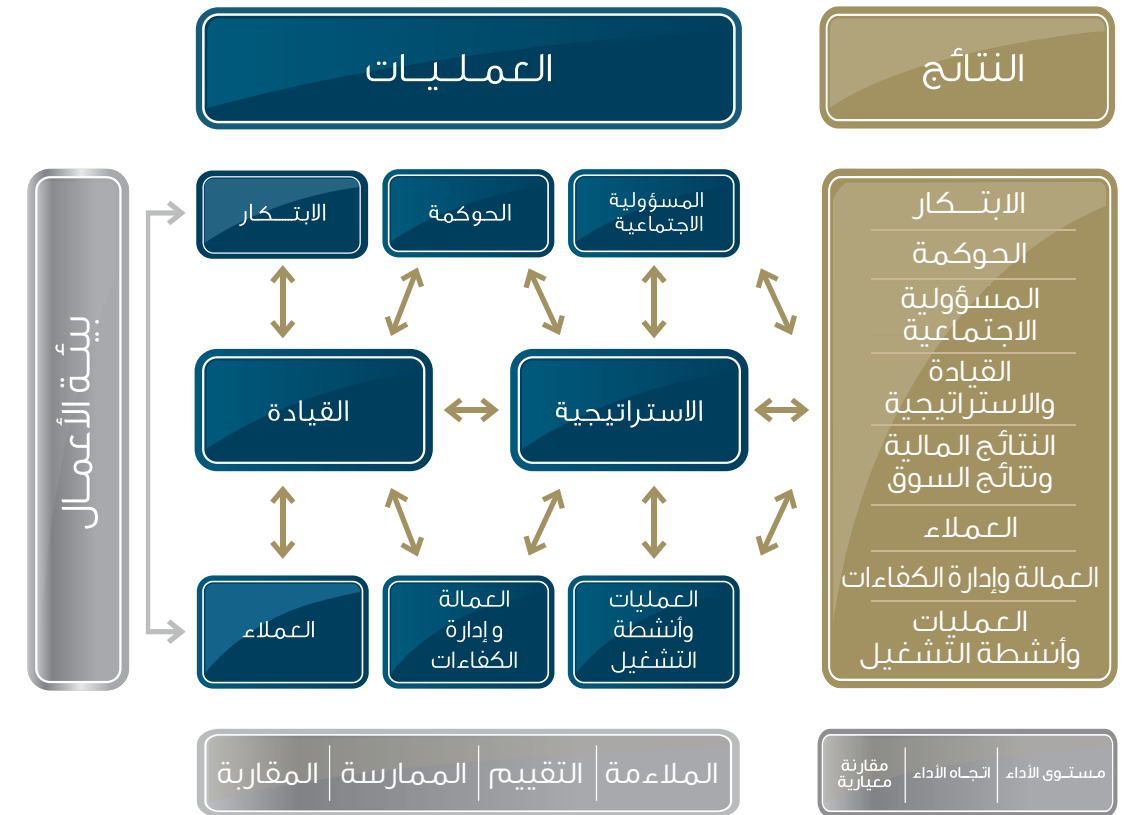 العمليات
النتائج
بيئة الأعمال
الابتكار
الحوكمة
المسؤولية
الاجتماعية
القيادة
الاستراتيجية
العملاء
العمالة
و إدارة
الكفاءات
العمليات
وأنشطة
التشغيل
الابتكار
الحوكمة
المسؤولية
الاجتماعية
القيادة
والاستراتيجية
النتائج المالية
ونتائج السوق
العملاء
العمالة وإدارة الكفاءات
العمليات
وأنشطة التشغيل
المقاربة
الممارسة
التقييم
الملاءمة
مقارنة
معيارية
اتجاه الأداء
مستوى الأداء